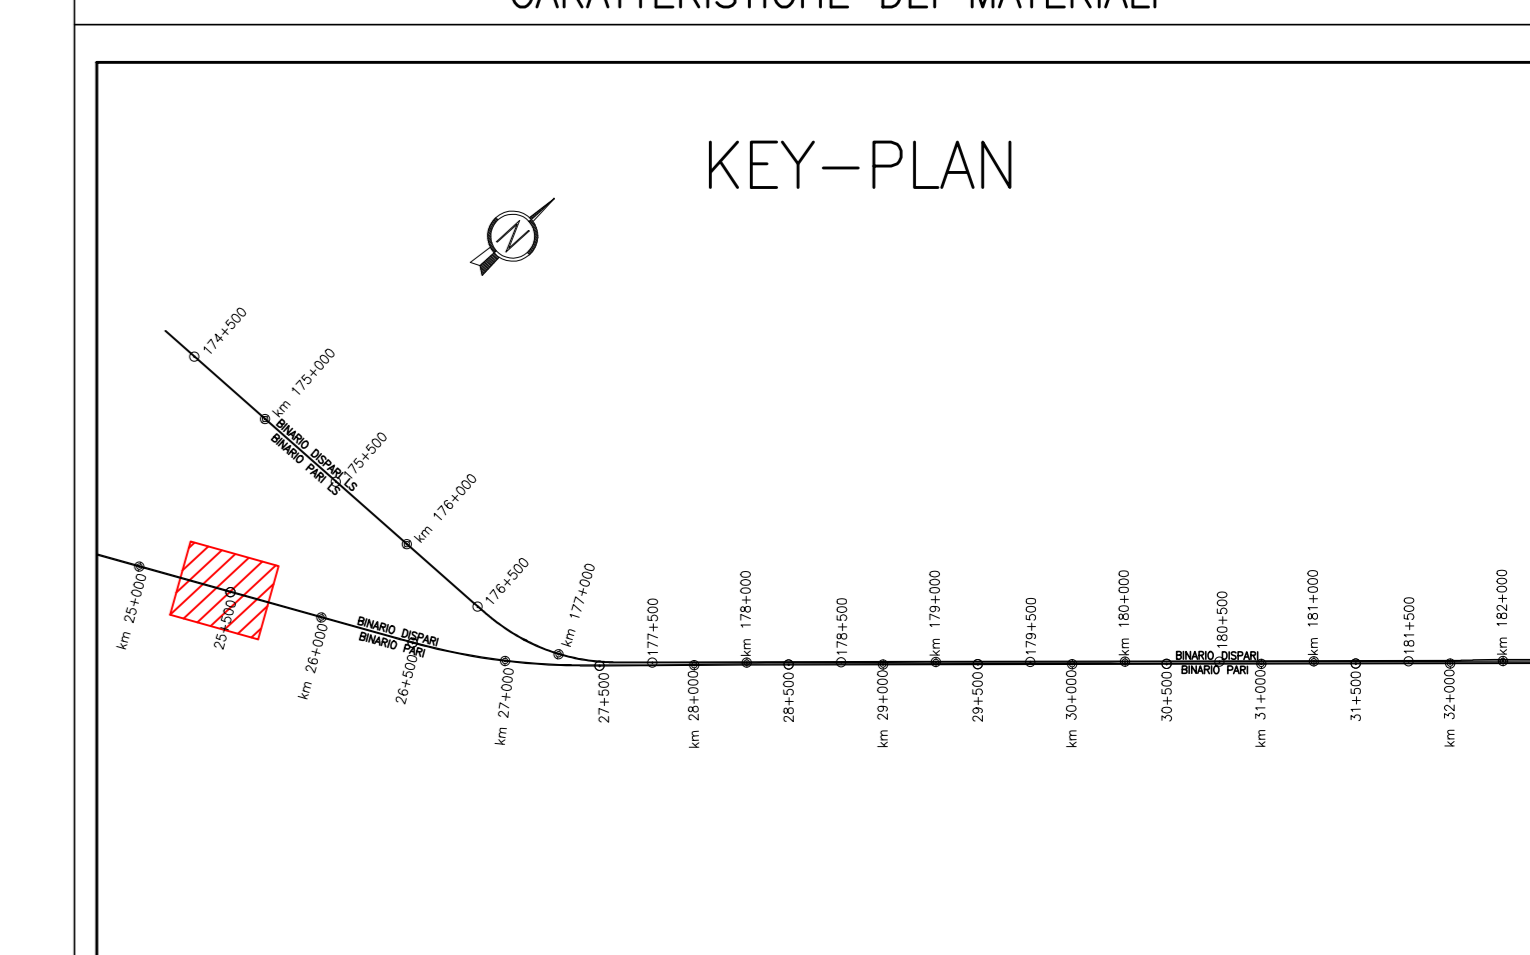 CARATTERISTICHE DEI MATERIALI
KEY-PLAN
N
174+500
km 175+000
BINARIO DISPARI LS
BINARIO PARI LS
175+500
km 176+000
176+500
km 177+000
177+500
km 178+000
178+500
km 179+000
179+500
km 180+000
180+500
km 181+000
181+500
km 182+000
BINARIO DISPARI
BINARIO PARI
BINARIO DISPARI
BINARIO PARI
km 25+000
25+500
km 26+000
26+500
km 27+000
27+500
km 28+000
28+500
km 29+000
29+500
km 30+000
30+500
km 31+000
31+500
km 32+000